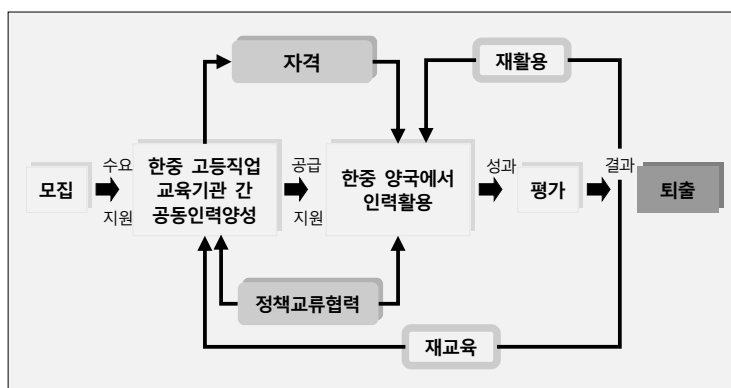 자격
재활용
모집
수요
지원
한중 고등직업
교육기관 간
공동인력양성
공급
지원
한중 양국에서
인력활용
성과
평가
결과
퇴출
정책교류협력
재교육